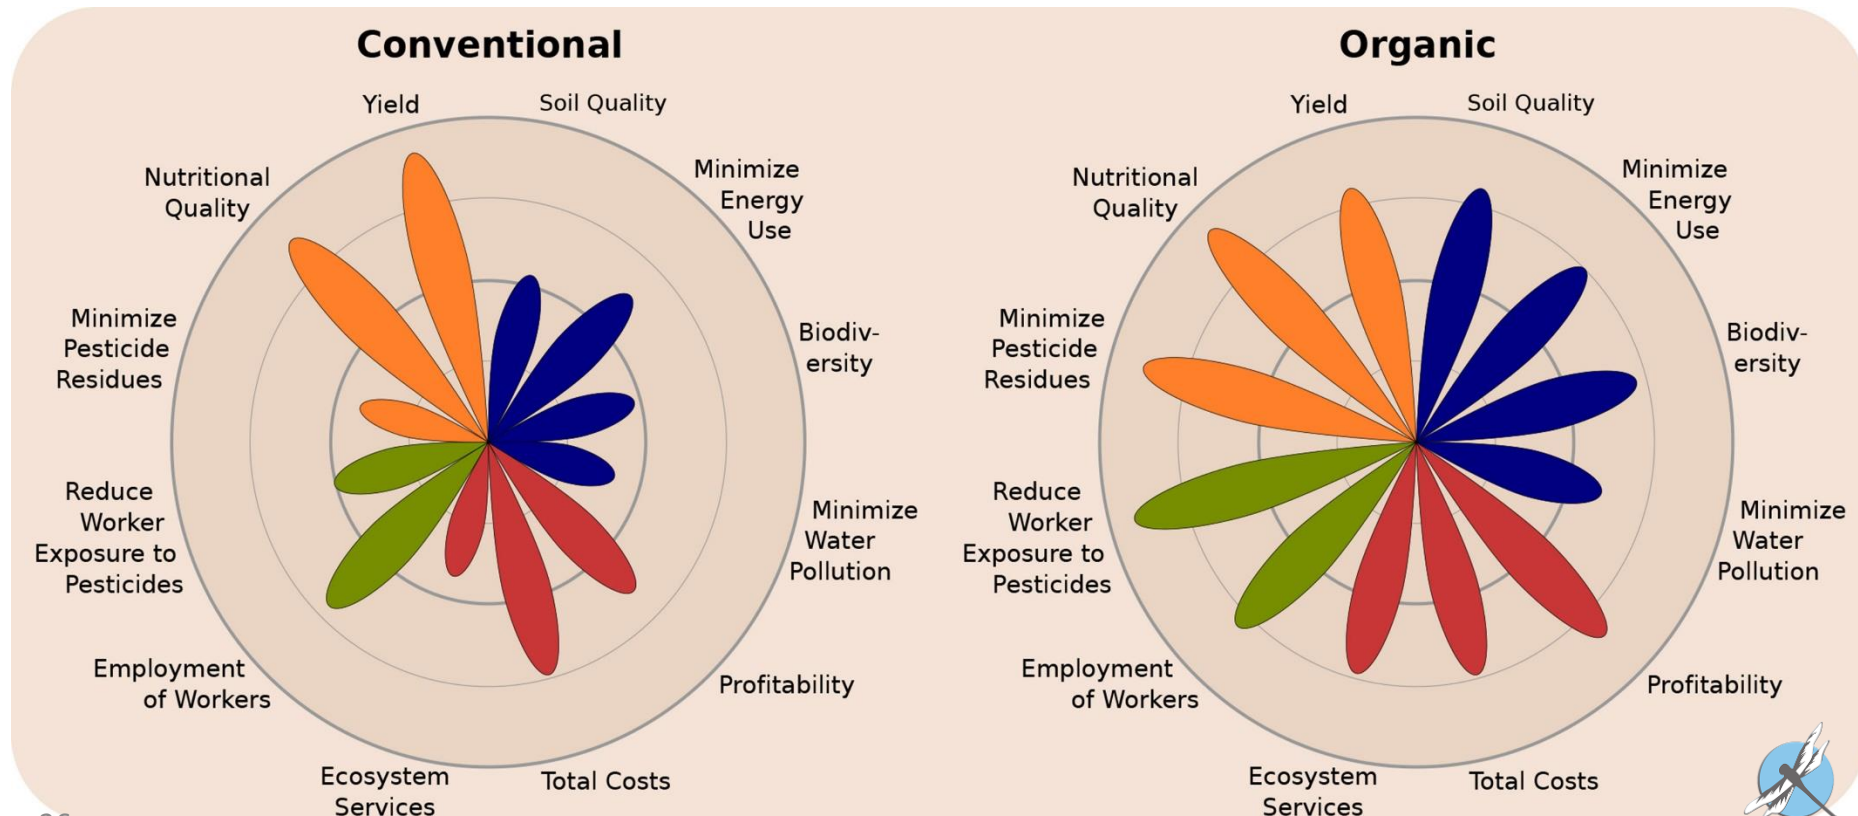 Conventional
Yield
Soil Quality
Nutritional
Quality
Minimize
Energy
Use
Minimize
Pesticide
Residues
Biodiv-
ersity
Reduce
Worker
Exposure to
Pesticides
Minimize
Water
Pollution
Employment
of Workers
Profitability
Ecosystem
Services
Total Costs
Organic
Yield
Soil Quality
Nutritional
Quality
Minimize
Energy
Use
Minimize
Pesticide
Residues
Biodiv-
ersity
Reduce
Worker
Exposure to
Pesticides
Minimize
Water
Pollution
Employment
of Workers
Profitability
Ecosystem
Services
Total Costs